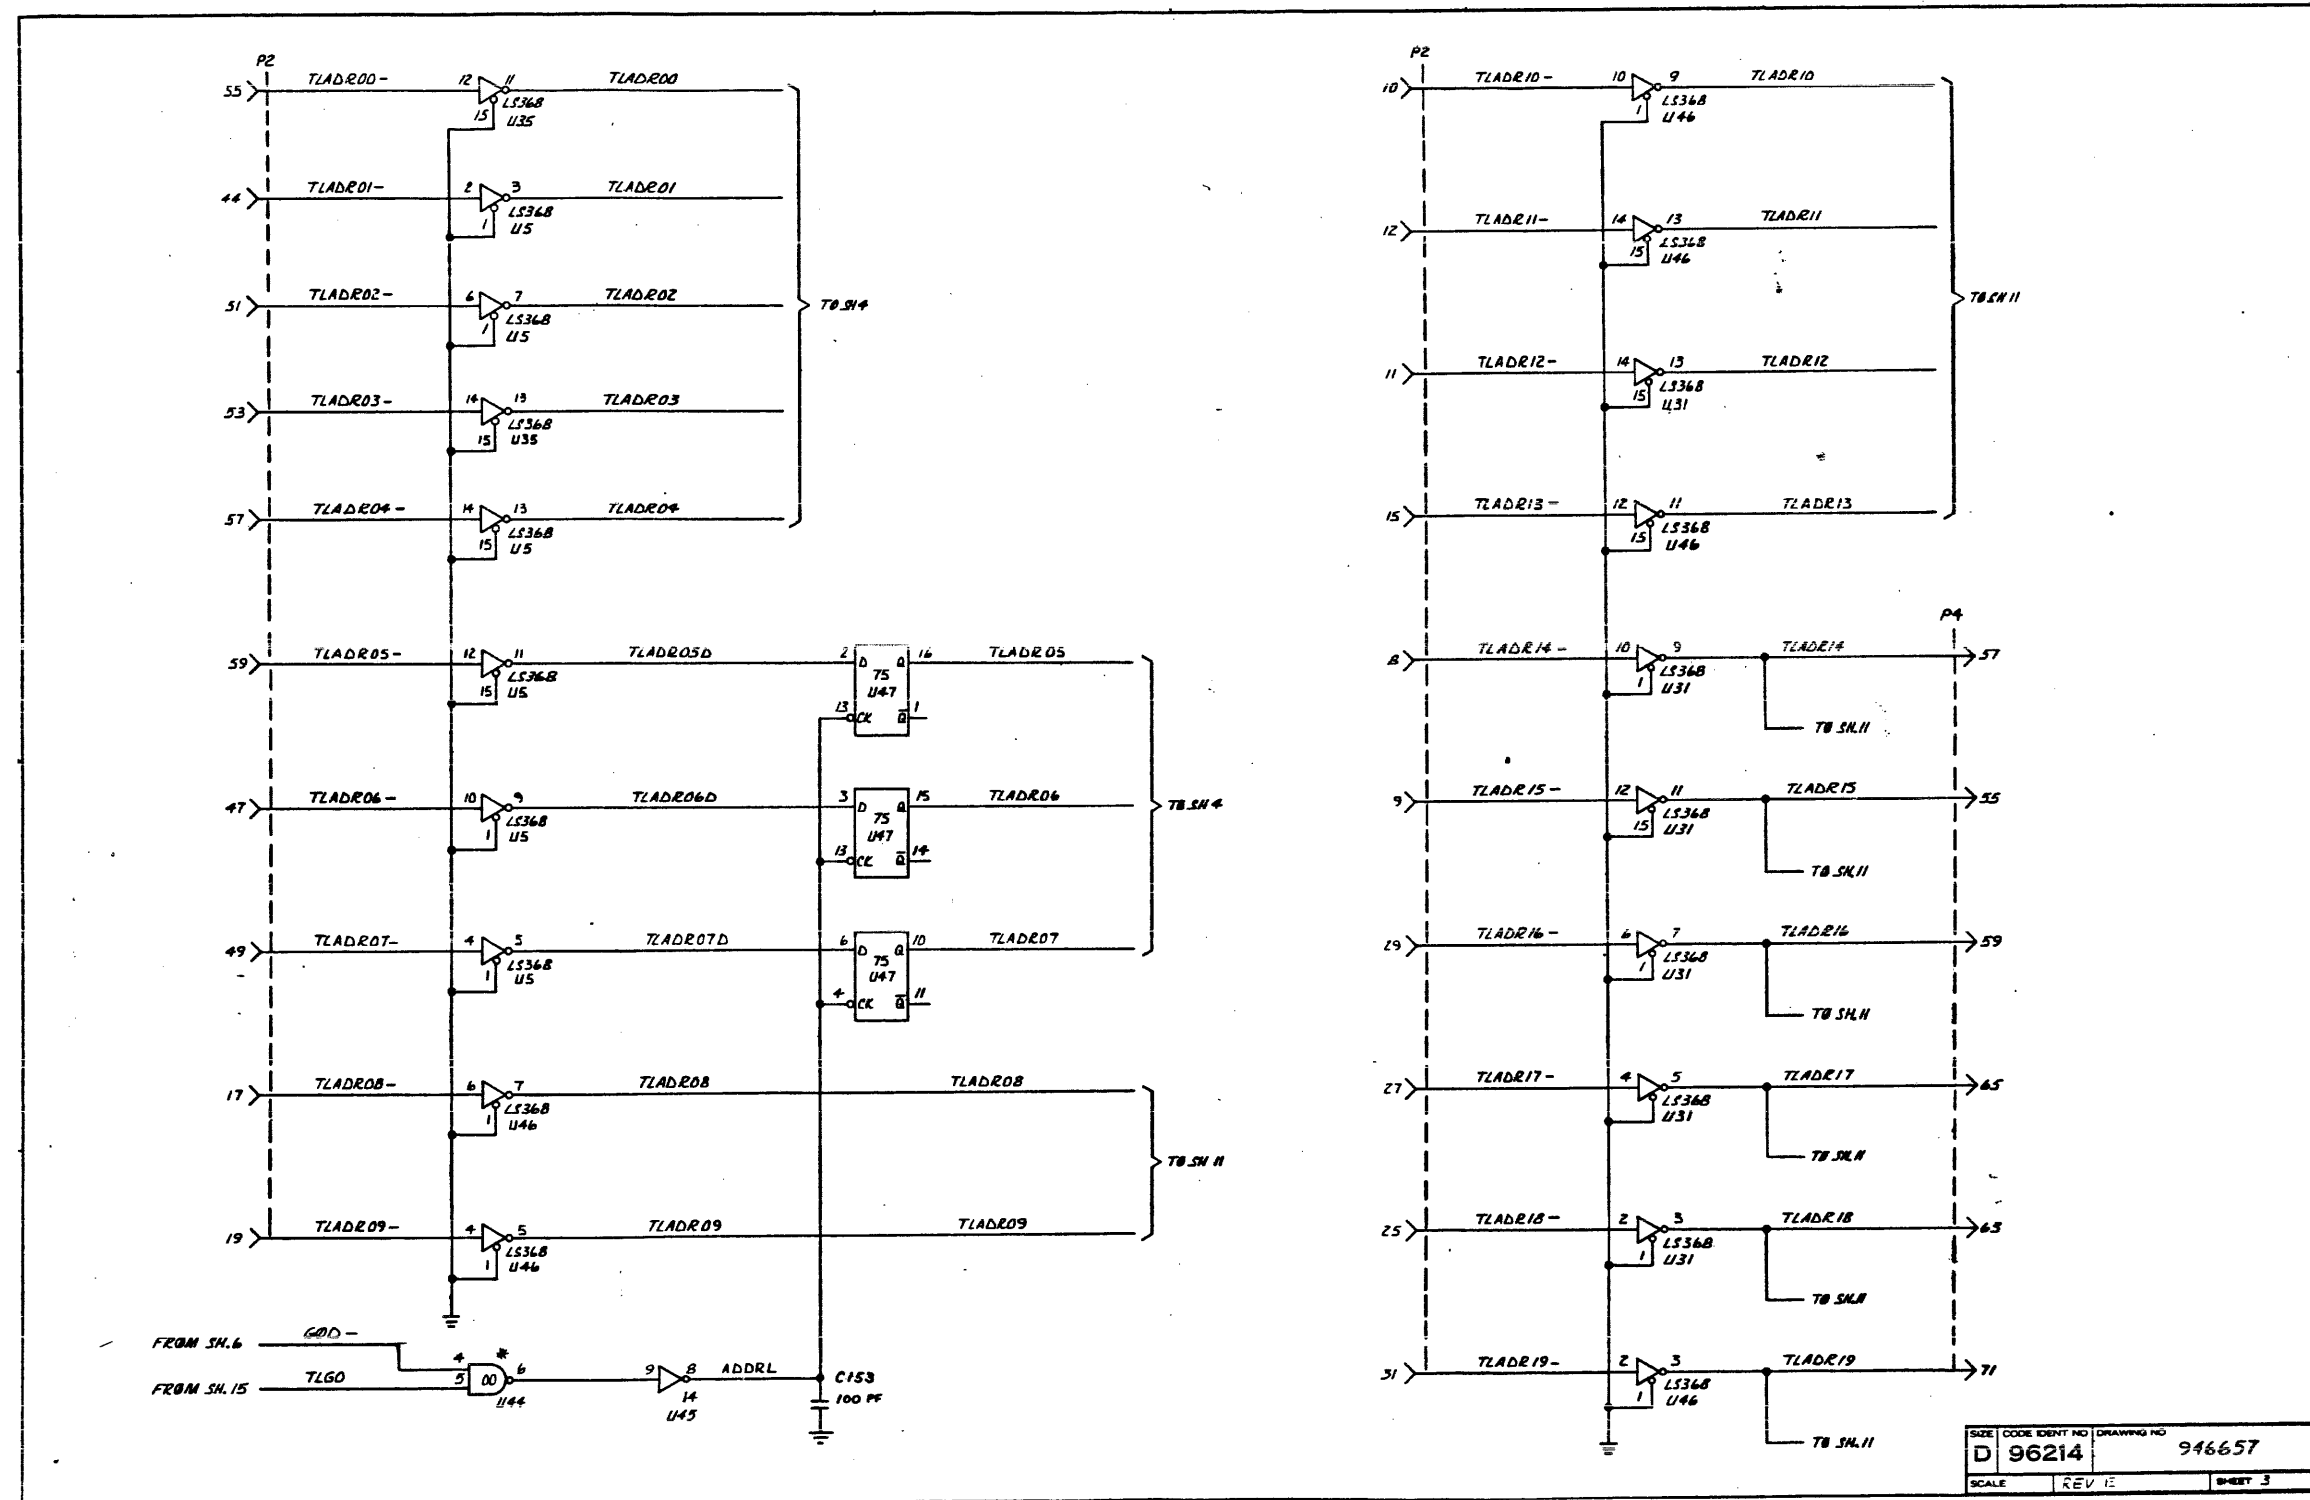 P2
55 TLADR00- 12 11 TLADR00
15 LS368
U35
44 TLADR01- 2 3 TLADR01
1 LS368
U5
51 TLADR02- 6 7 TLADR02
1 LS368
U5
TO SH4
53 TLADR03- 14 13 TLADR03
15 LS368
U35
57 TLADR04- 14 13 TLADR04
15 LS368
U5
59 TLADR05- 12 11 TLADR05D 2 D Q 16 TLADR05
15 LS368
U5
75
U47
13 CK Q 1
47 TLADR06- 10 9 TLADR06D 3 D Q 15 TLADR06
1 LS368
U5
75
U47
13 CK Q 14
TO SH 4
49 TLADR07- 4 5 TLADR07D 6 D Q 10 TLADR07
1 LS368
U5
75
U47
4 CK Q 11
17 TLADR08- 6 7 TLADR08 TLADR08
1 LS368
U46
TO SH 11
19 TLADR09- 4 5 TLADR09 TLADR09
1 LS368
U46
FROM SH.6 GOD-
FROM SH.15 TLGO
4 5 00 6 *
U44
9 8 ADDRL
14
U45
C153
100 PF
P2
10 TLADR10- 10 9 TLADR10
1 LS368
U46
12 TLADR11- 14 13 TLADR11
15 LS368
U46
TO SH 11
11 TLADR12- 14 13 TLADR12
15 LS368
U31
15 TLADR13- 12 11 TLADR13
15 LS368
U46
P4
8 TLADR14- 10 9 TLADR14 57
1 LS368
U31
TO SH.11
9 TLADR15- 12 11 TLADR15 55
15 LS368
U31
TO SH.11
29 TLADR16- 6 7 TLADR16 59
1 LS368
U31
TO SH.11
27 TLADR17- 4 5 TLADR17 65
1 LS368
U31
TO SH.11
25 TLADR18- 2 3 TLADR18 63
1 LS368
U31
TO SH.11
31 TLADR19- 2 3 TLADR19 71
1 LS368
U46
TO SH.11
SIZE CODE IDENT NO DRAWING NO
D 96214 946657
SCALE REV E SHEET 3